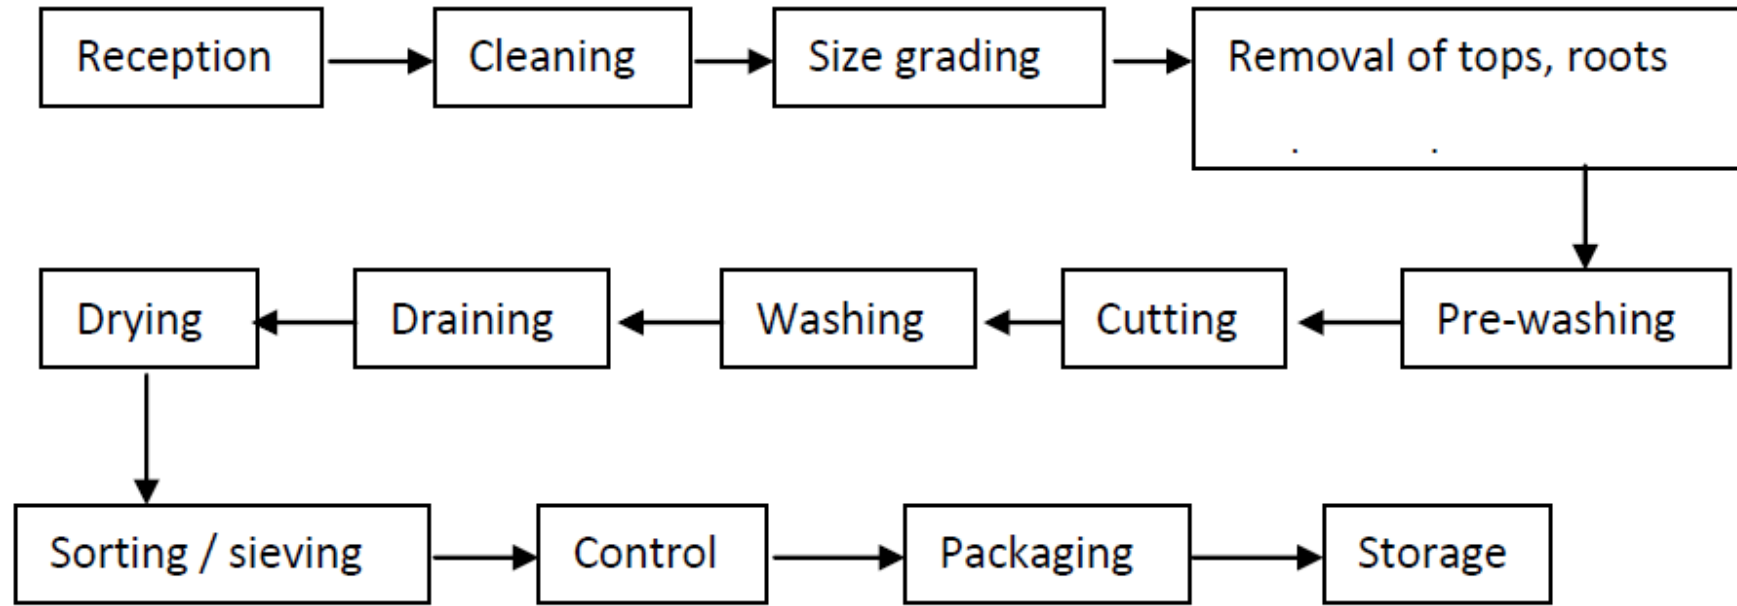 Reception
Cleaning
Size grading
Removal of tops, roots
Pre-washing
Cutting
Washing
Draining
Drying
Sorting / sieving
Control
Packaging
Storage